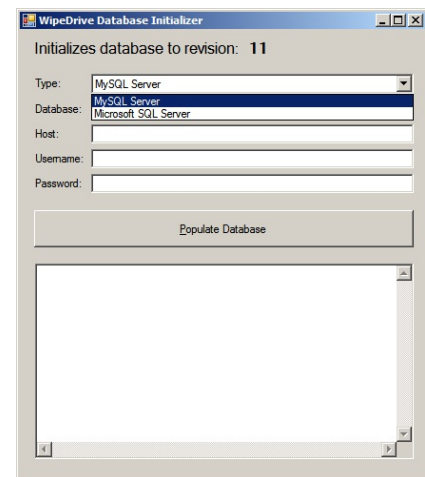 WipeDrive Database Initializer
Initializes database to revision: 11
Type: MySQL Server
MySQL Server
Database:
Microsoft SQL Server
Host:
Username:
Password:
Populate Database